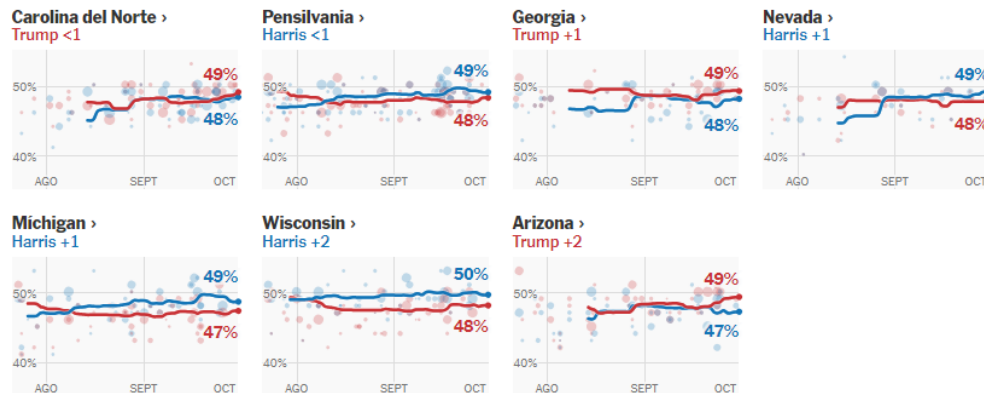 Carolina del Norte ›
Trump <1
50%
40%
49%
48%
AGO SEPT OCT
Pensilvania ›
Harris <1
50%
40%
49%
48%
AGO SEPT OCT
Georgia ›
Trump +1
50%
40%
49%
48%
AGO SEPT OCT
Nevada ›
Harris +1
50%
40%
49%
48%
AGO SEPT OCT
Michigan ›
Harris +1
50%
40%
49%
47%
AGO SEPT OCT
Wisconsin ›
Harris +2
50%
40%
50%
48%
AGO SEPT OCT
Arizona ›
Trump +2
50%
40%
49%
47%
AGO SEPT OCT